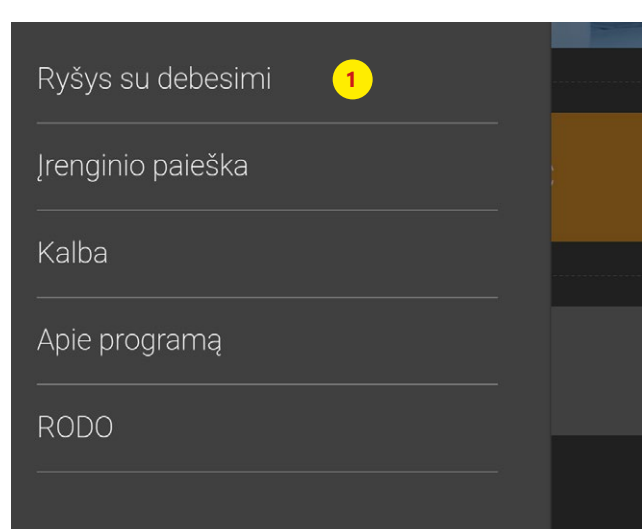 Ryšys su debesimi 1
Įrenginio paieška
Kalba
Apie programą
RODO